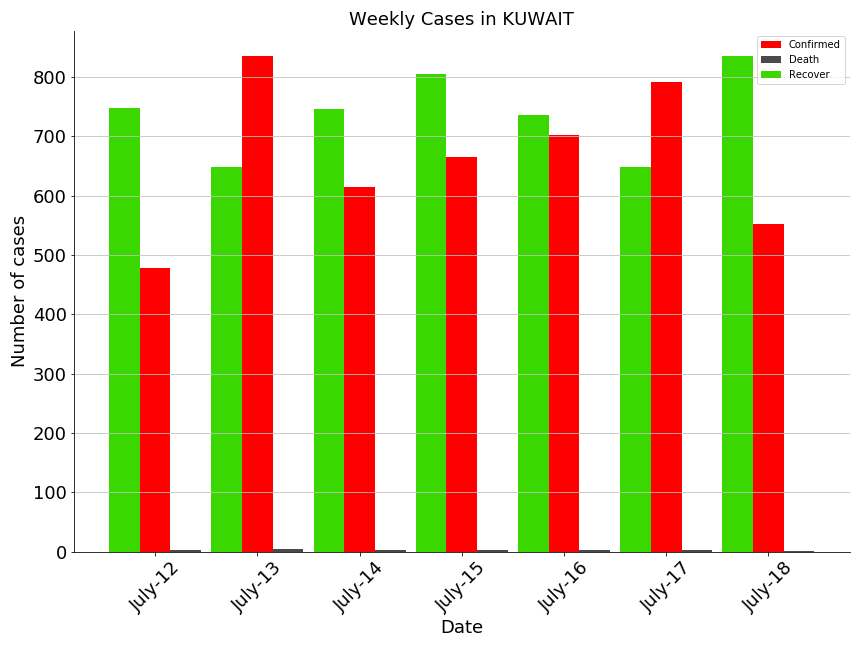 Weekly Cases in KUWAIT
Confirmed
Death
Recover
Number of cases
800
700
600
500
400
300
200
100
0
July-12
July-13
July-14
July-15
July-16
July-17
July-18
Date